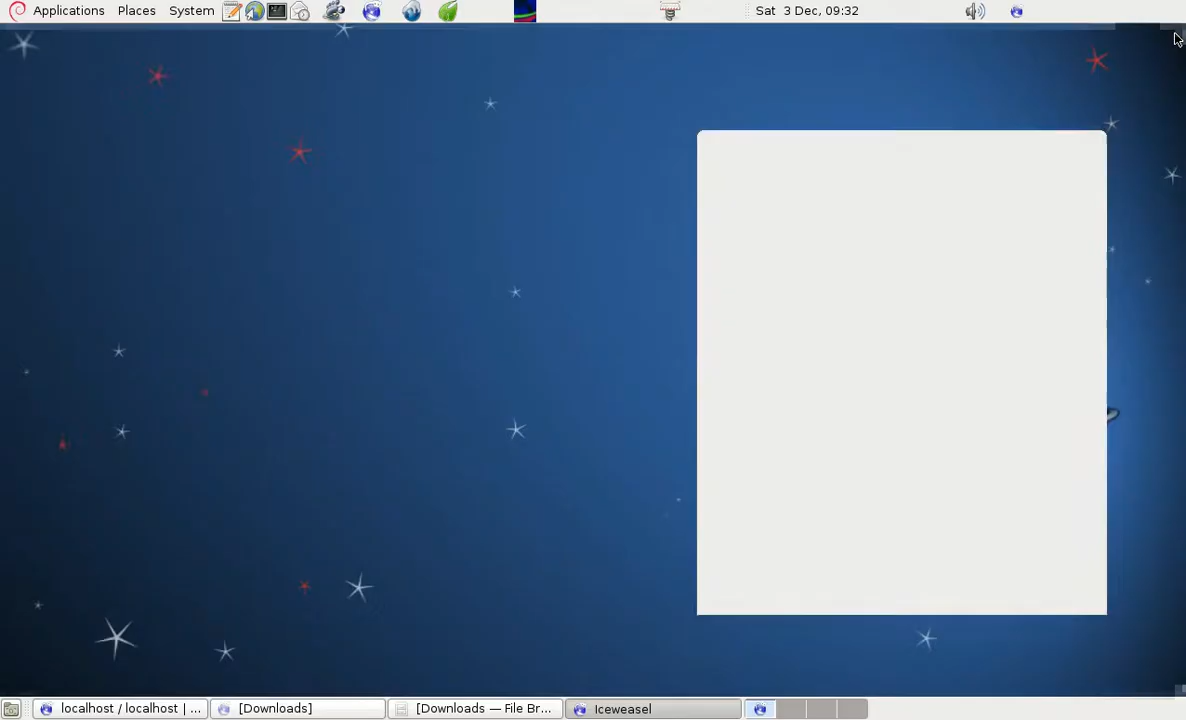 Applications Places System Sat 3 Dec, 09:32
localhost / localhost | ... [Downloads] [Downloads — File Br... Iceweasel